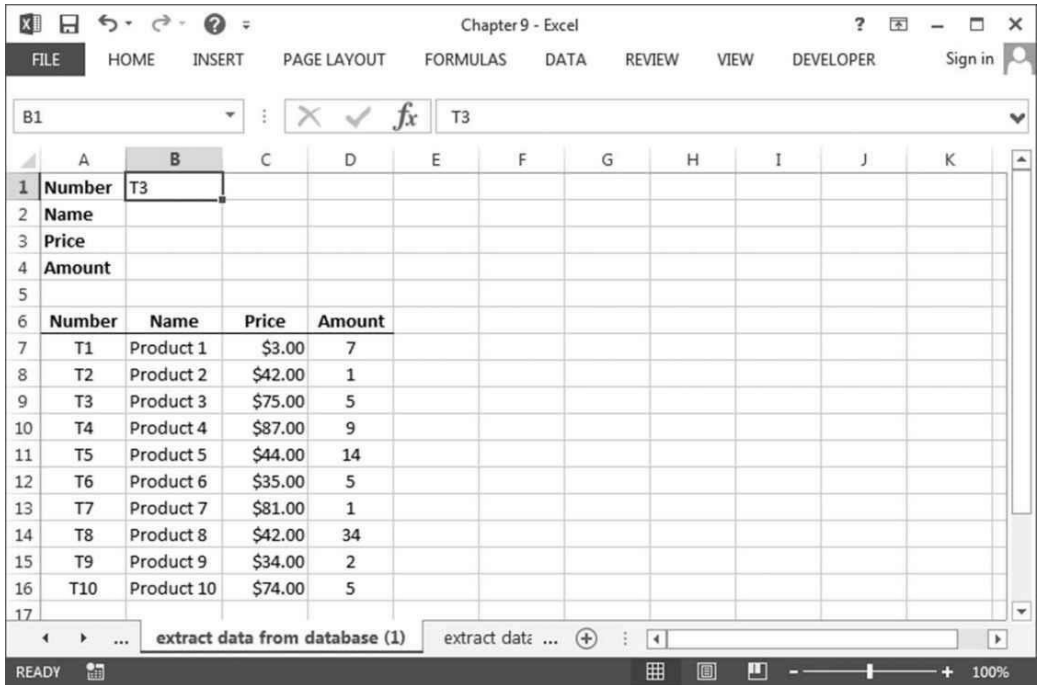 Chapter 9 - Excel
?
FILE HOME INSERT PAGE LAYOUT FORMULAS DATA REVIEW VIEW DEVELOPER Sign in
B1 fx T3
A B C D E F G H I J K
1 Number T3
2 Name
3 Price
4 Amount
5
6 Number Name Price Amount
7 T1 Product 1 $3.00 7
8 T2 Product 2 $42.00 1
9 T3 Product 3 $75.00 5
10 T4 Product 4 $87.00 9
11 T5 Product 5 $44.00 14
12 T6 Product 6 $35.00 5
13 T7 Product 7 $81.00 1
14 T8 Product 8 $42.00 34
15 T9 Product 9 $34.00 2
16 T10 Product 10 $74.00 5
17
... extract data from database (1) extract data ...
READY 100%